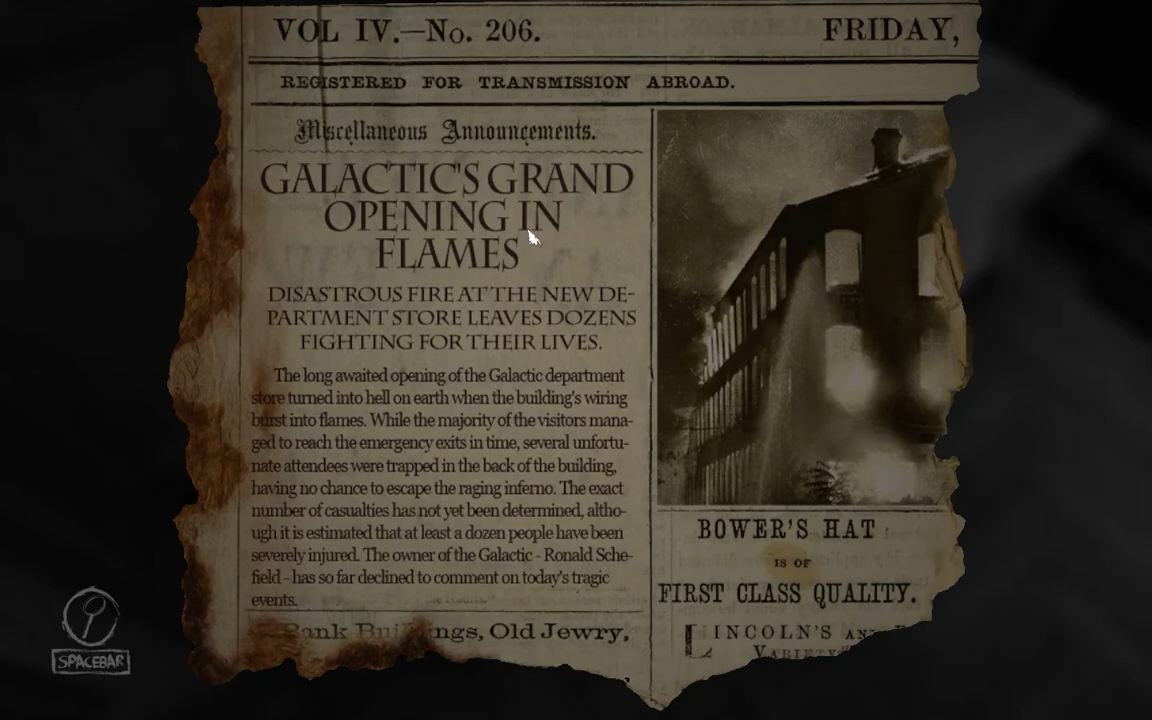 VOL IV.—No. 206.
FRIDAY,
REGISTERED FOR TRANSMISSION ABROAD.
Miscellaneous Announcements.
GALACTIC'S GRAND
OPENING IN
FLAMES
DISASTROUS FIRE AT THE NEW DE-
PARTMENT STORE LEAVES DOZENS
FIGHTING FOR THEIR LIVES.
The long awaited opening of the Galactic department
store turned into hell on earth when the building's wiring
burst into flames. While the majority of the visitors mana-
ged to reach the emergency exits in time, several unfortu-
nate attendees were trapped in the back of the building,
having no chance to escape the raging inferno. The exact
number of casualties has not yet been determined, altho-
ugh it is estimated that at least a dozen people have been
severely injured. The owner of the Galactic - Ronald Sche-
field - has so far declined to comment on today's tragic
events.
Old Jewry,
BOWER'S HAT
IS OF
FIRST CLASS QUALITY.
LINCOLN'S
VARIETY
SPACEBAR